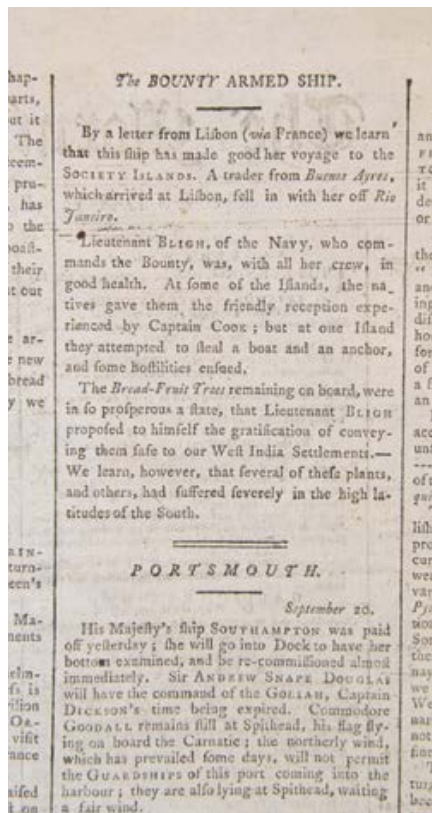 The BOUNTY ARMED SHIP.
By a letter from Liſbon (via France) we learn
that this ſhip has made good her voyage to the
SOCIETY ISLANDS. A trader from Buenos Ayres,
which arrived at Liſbon, fell in with her off Rio
Janeiro.
Lieutenant BLIGH, of the Navy, who com-
mands the Bounty, was, with all her crew, in
good health. At ſome of the Iſlands, the na-
tives gave them the friendly reception expe-
rienced by Captain COOK; but at one Iſland
they attempted to ſteal a boat and an anchor,
and ſome hoſtilities enſued.
The Bread-Fruit Trees remaining on board, were
in ſo proſperous a ſtate, that Lieutenant BLIGH
propoſed to himſelf the gratification of convey-
ing them ſafe to our Weſt India Settlements.—
We learn, however, that ſeveral of theſe plants,
and others, had ſuffered ſeverely in the high la-
titudes of the South.
PORTSMOUTH.
September 20.
His Majeſty's ſhip SOUTHAMPTON was paid
off yeſterday; ſhe will go into Dock to have her
bottom examined, and be re-commiſſioned almoſt
immediately. Sir ANDREW SNAPE DOUGLAS
will have the command of the GOLIAH, Captain
DICKSON's time being expired. Commodore
GOODALL remains ſtill at Spithead, his flag fly-
ing on board the Carnatic; the northerly wind,
which has prevailed ſome days, will not permit
the GUARDSHIPS of this port coming into the
harbour; they are alſo lying at Spithead, waiting
a fair wind.